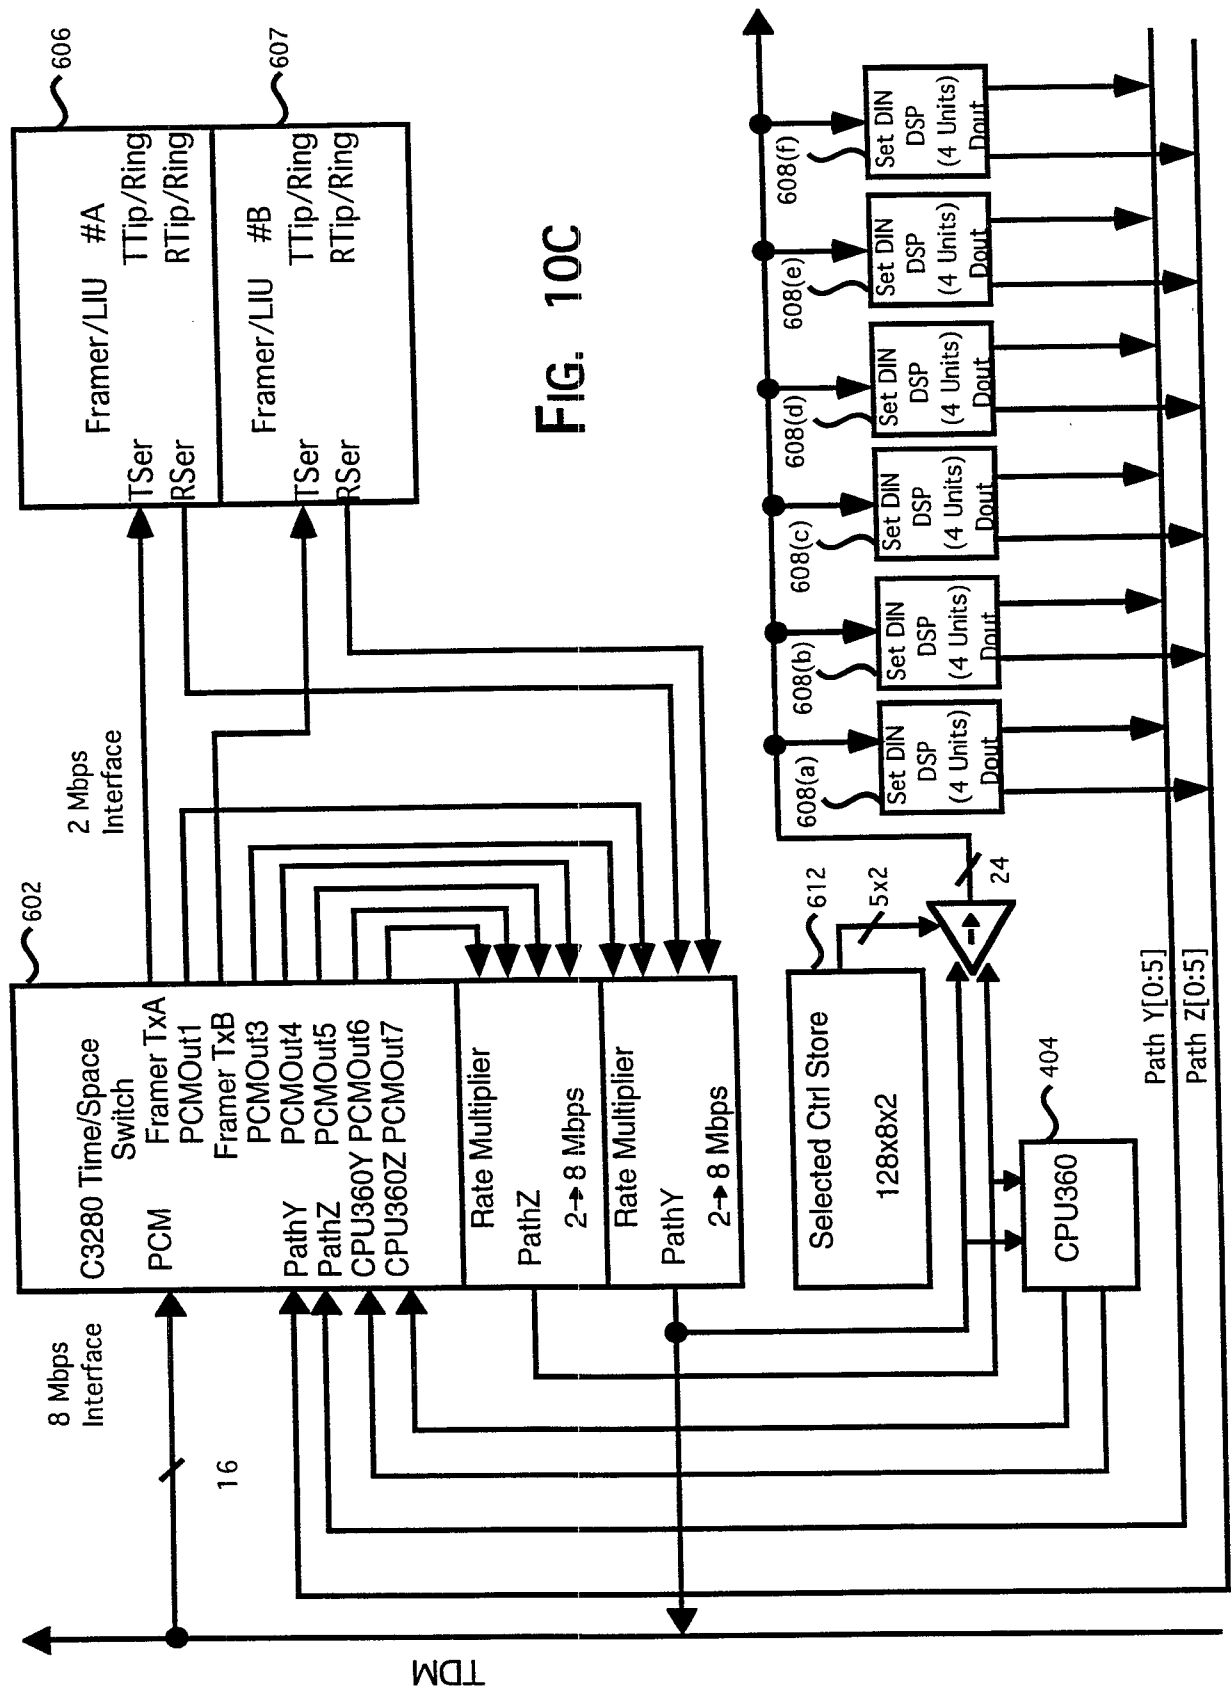 8 Mbps
Interface
16
TDM
602
C3280 Time/Space
Switch
PCM
Framer TxA
PCMOut1
Framer TxB
PCMOut3
PathY
PCMOut4
PathZ
PCMOut5
CPU360Y PCMOut6
CPU360Z PCMOut7
Rate Multiplier
PathZ
2→8 Mbps
Rate Multiplier
PathY
2→8 Mbps
2 Mbps
Interface
606
Framer/LIU #A
TSer TTip/Ring
RSer RTip/Ring
607
Framer/LIU #B
TSer TTip/Ring
RSer RTip/Ring
FIG. 10C
612
Selected Ctrl Store
128x8x2
5x2
24
404
CPU360
608(a)
Set DIN
DSP
(4 Units)
Dout
608(b)
Set DIN
DSP
(4 Units)
Dout
608(c)
Set DIN
DSP
(4 Units)
Dout
608(d)
Set DIN
DSP
(4 Units)
Dout
608(e)
Set DIN
DSP
(4 Units)
Dout
608(f)
Set DIN
DSP
(4 Units)
Dout
Path Y[0:5]
Path Z[0:5]